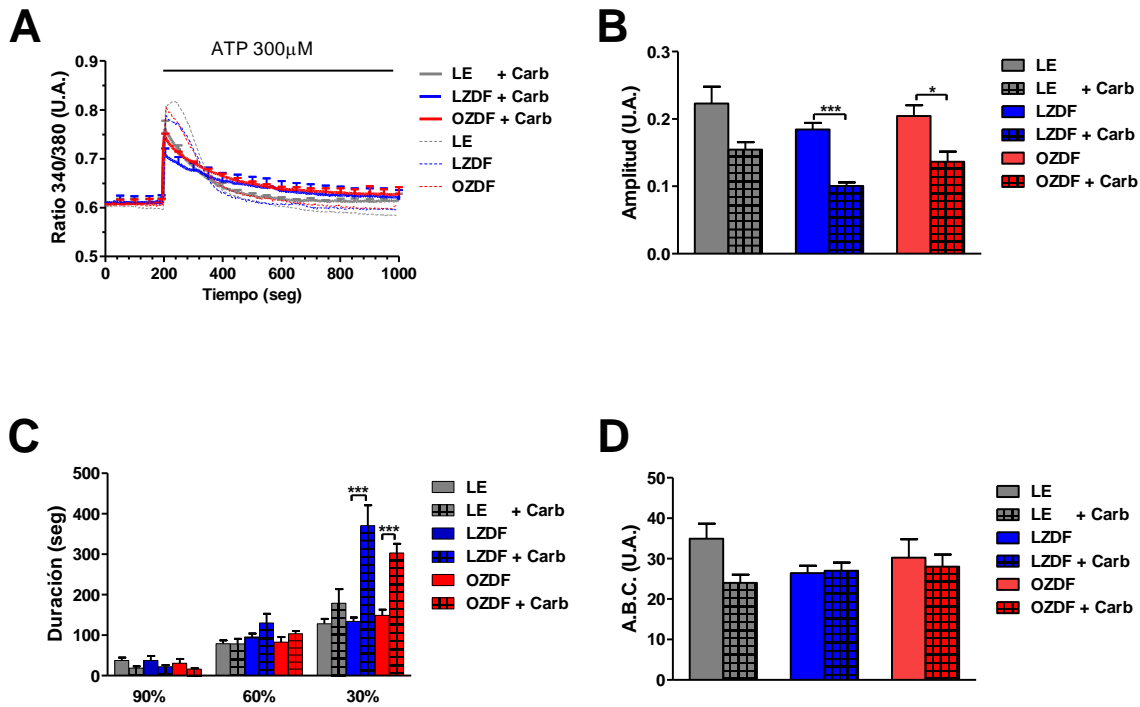 A
ATP 300μM
Ratio 340/380 (U.A.)
0.9
0.8
0.7
0.6
0.5
0
200
400
600
800
1000
Tiempo (seg)
LE + Carb
LZDF + Carb
OZDF + Carb
LE
LZDF
OZDF
B
Amplitud (U.A.)
0.3
0.2
0.1
0.0
***
*
LE
LE + Carb
LZDF
LZDF + Carb
OZDF
OZDF + Carb
C
Duración (seg)
500
400
300
200
100
0
***
***
90%
60%
30%
LE
LE + Carb
LZDF
LZDF + Carb
OZDF
OZDF + Carb
D
A.B.C. (U.A.)
50
40
30
20
10
0
LE
LE + Carb
LZDF
LZDF + Carb
OZDF
OZDF + Carb